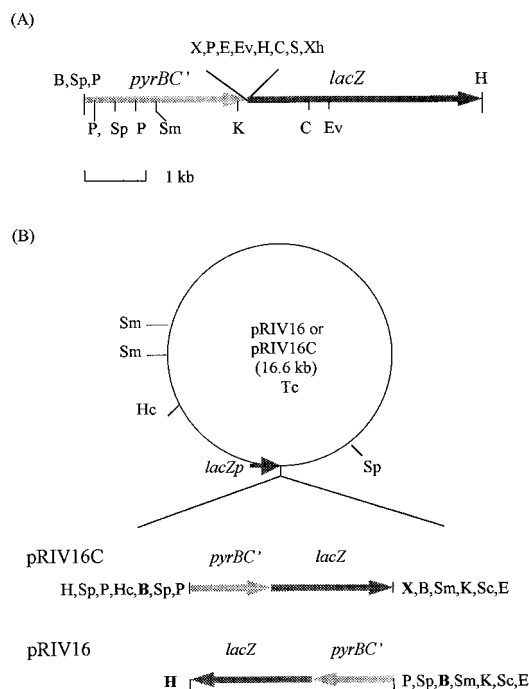 (A)
X,P,E,Ev,H,C,S,Xh
B,Sp,P pyrBC' lacZ H
P, Sp P Sm K C Ev
1 kb
(B)
Sm
Sm
Hc
pRIV16 or
pRIV16C
(16.6 kb)
Tc
lacZp
Sp
pRIV16C
pyrBC' lacZ
H,Sp,P,Hc,B,Sp,P X,B,Sm,K,Sc,E
pRIV16
lacZ pyrBC'
H P,Sp,B,Sm,K,Sc,E